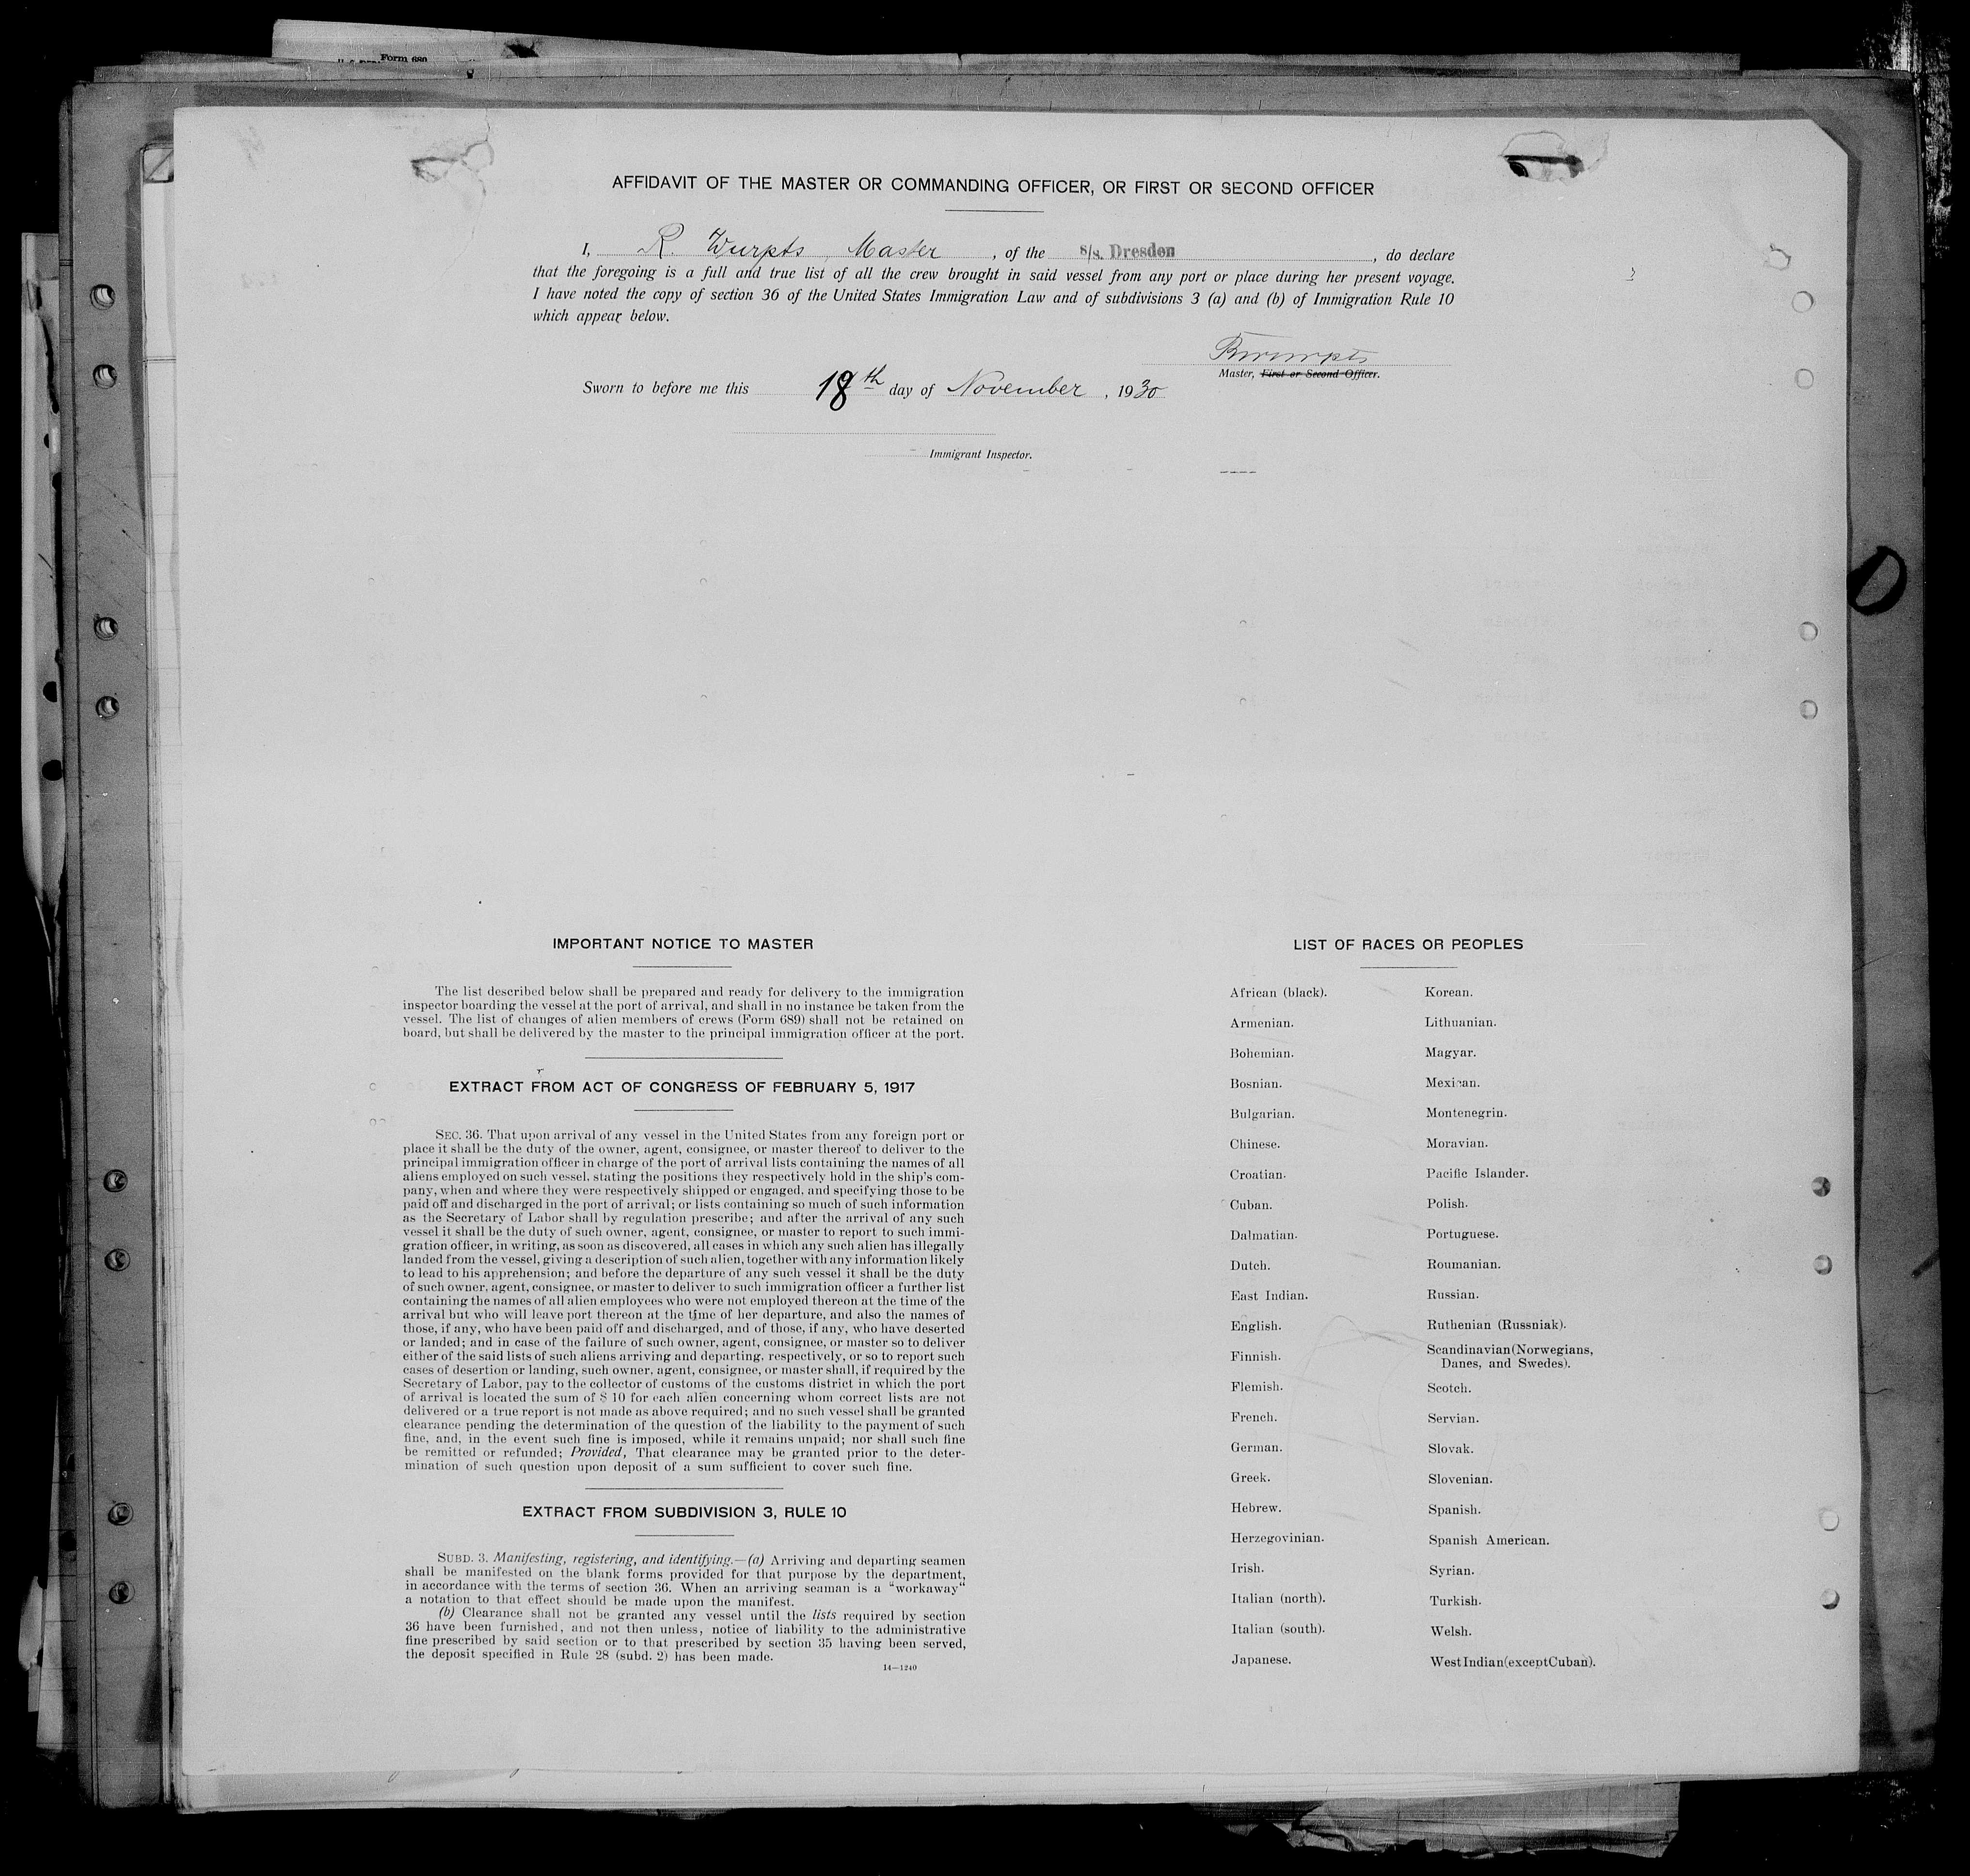 Form 689
AFFIDAVIT OF THE MASTER OR COMMANDING OFFICER, OR FIRST OR SECOND OFFICER
I, R. Wurpts, Master, of the S/s. Dresden, do declare
that the foregoing is a full and true list of all the crew brought in said vessel from any port or place during her present voyage.
I have noted the copy of section 36 of the United States Immigration Law and of subdivisions 3 (a) and (b) of Immigration Rule 10
which appear below.
RWurpts
Master, First or Second Officer.
Sworn to before me this 18th day of November, 1930
Immigrant Inspector.
IMPORTANT NOTICE TO MASTER
The list described below shall be prepared and ready for delivery to the immigration
inspector boarding the vessel at the port of arrival, and shall in no instance be taken from the
vessel. The list of changes of alien members of crews (Form 689) shall not be retained on
board, but shall be delivered by the master to the principal immigration officer at the port.
EXTRACT FROM ACT OF CONGRESS OF FEBRUARY 5, 1917
SEC. 36. That upon arrival of any vessel in the United States from any foreign port or
place it shall be the duty of the owner, agent, consignee, or master thereof to deliver to the
principal immigration officer in charge of the port of arrival lists containing the names of all
aliens employed on such vessel, stating the positions they respectively hold in the ship's com-
pany, when and where they were respectively shipped or engaged, and specifying those to be
paid off and discharged in the port of arrival; or lists containing so much of such information
as the Secretary of Labor shall by regulation prescribe; and after the arrival of any such
vessel it shall be the duty of such owner, agent, consignee, or master to report to such immi-
gration officer, in writing, as soon as discovered, all cases in which any such alien has illegally
landed from the vessel, giving a description of such alien, together with any information likely
to lead to his apprehension; and before the departure of any such vessel it shall be the duty
of such owner, agent, consignee, or master to deliver to such immigration officer a further list
containing the names of all alien employees who were not employed thereon at the time of the
arrival but who will leave port thereon at the time of her departure, and also the names of
those, if any, who have been paid off and discharged, and of those, if any, who have deserted
or landed; and in case of the failure of such owner, agent, consignee, or master so to deliver
either of the said lists of such aliens arriving and departing, respectively, or so to report such
cases of desertion or landing, such owner, agent, consignee, or master shall, if required by the
Secretary of Labor, pay to the collector of customs of the customs district in which the port
of arrival is located the sum of $ 10 for each alien concerning whom correct lists are not
delivered or a true report is not made as above required; and no such vessel shall be granted
clearance pending the determination of the question of the liability to the payment of such
fine, and, in the event such fine is imposed, while it remains unpaid; nor shall such fine
be remitted or refunded; Provided, That clearance may be granted prior to the deter-
mination of such question upon deposit of a sum sufficient to cover such fine.
EXTRACT FROM SUBDIVISION 3, RULE 10
SUBD. 3. Manifesting, registering, and identifying.—(a) Arriving and departing seamen
shall be manifested on the blank forms provided for that purpose by the department,
in accordance with the terms of section 36. When an arriving seaman is a "workaway"
a notation to that effect should be made upon the manifest.
(b) Clearance shall not be granted any vessel until the lists required by section
36 have been furnished, and not then unless, notice of liability to the administrative
fine prescribed by said section or to that prescribed by section 35 having been served,
the deposit specified in Rule 28 (subd. 2) has been made.
14—1240
LIST OF RACES OR PEOPLES
African (black). Korean.
Armenian. Lithuanian.
Bohemian. Magyar.
Bosnian. Mexican.
Bulgarian. Montenegrin.
Chinese. Moravian.
Croatian. Pacific Islander.
Cuban. Polish.
Dalmatian. Portuguese.
Dutch. Roumanian.
East Indian. Russian.
English. Ruthenian (Russniak).
Finnish. Scandinavian (Norwegians,
Danes, and Swedes).
Flemish. Scotch.
French. Servian.
German. Slovak.
Greek. Slovenian.
Hebrew. Spanish.
Herzegovinian. Spanish American.
Irish. Syrian.
Italian (north). Turkish.
Italian (south). Welsh.
Japanese. West Indian (except Cuban).